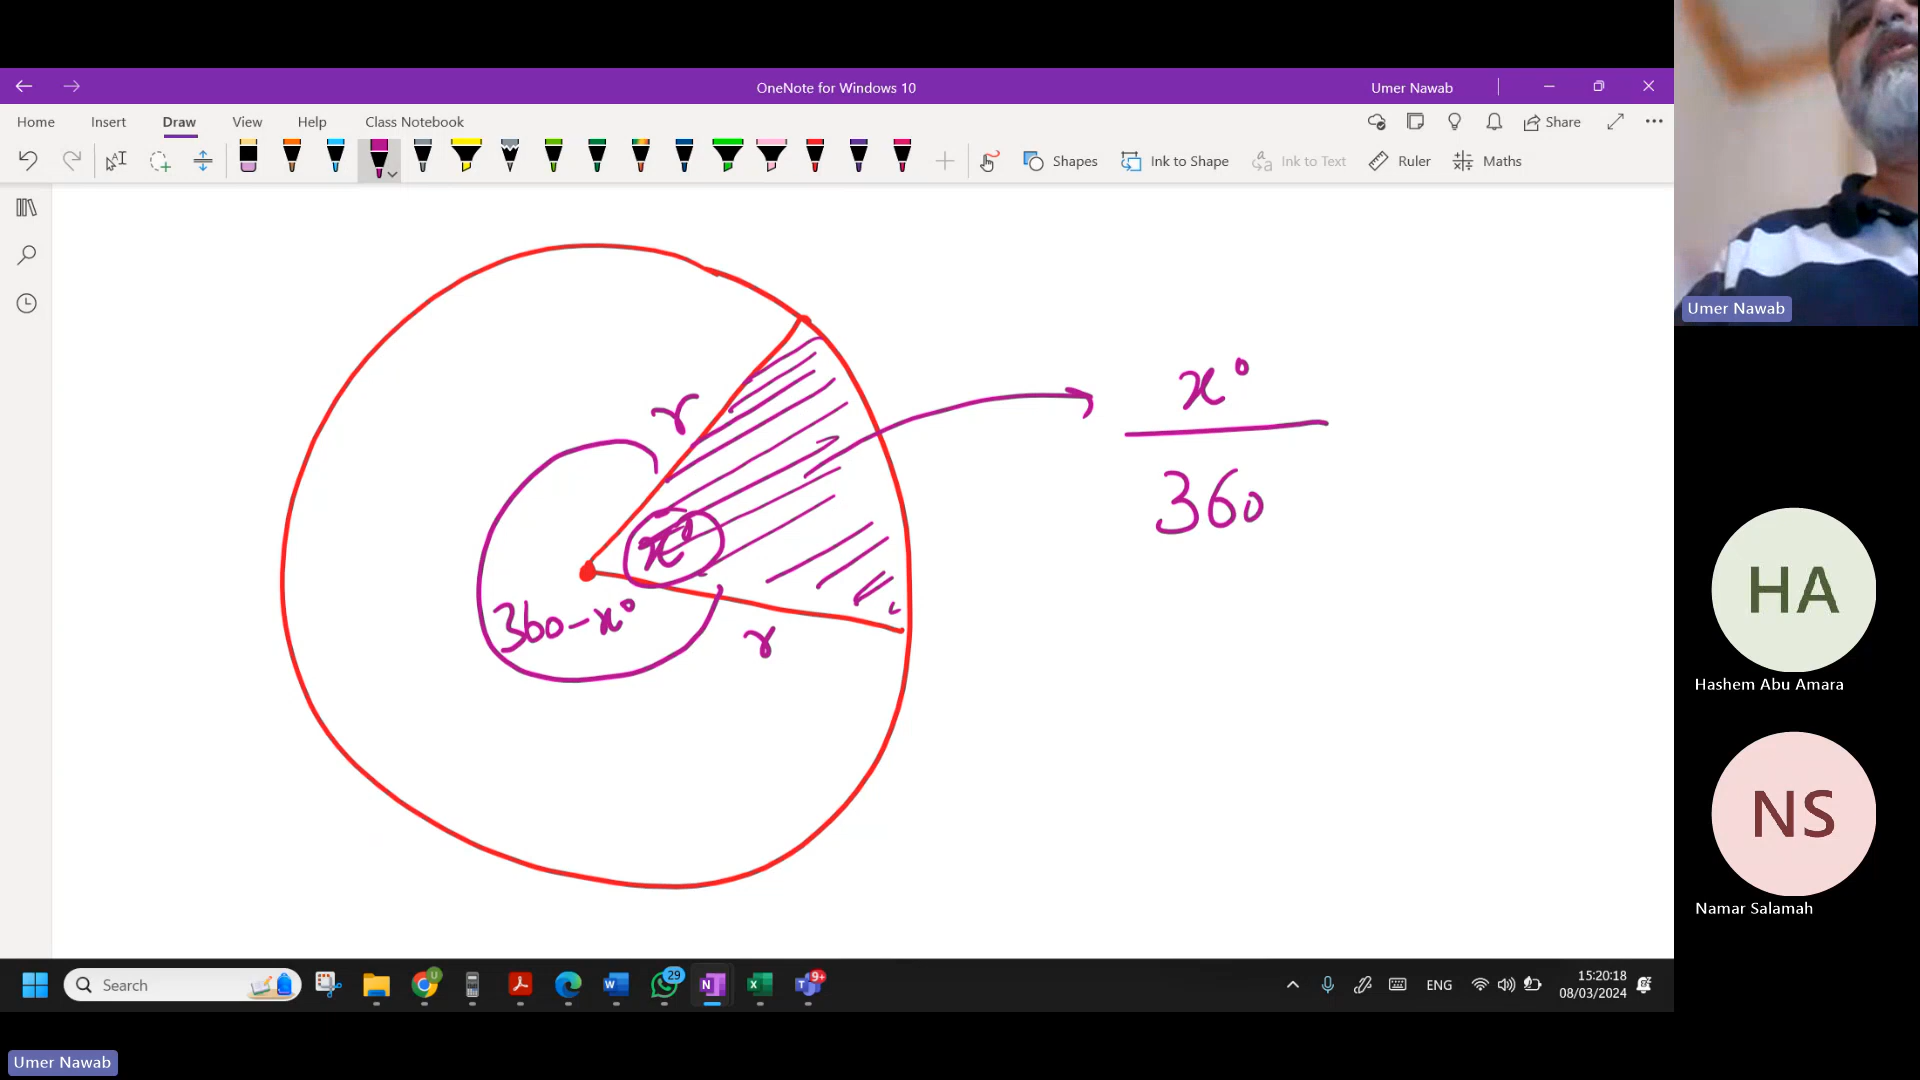 OneNote for Windows 10
Umer Nawab
Home Insert Draw View Help Class Notebook
Share
Shapes Ink to Shape Ink to Text Ruler Maths
Umer Nawab
r
x°
x°
360
360-x°
r
HA
Hashem Abu Amara
NS
Namar Salamah
Search
U
W
29
N
X
T
9+
ENG
15:20:18
08/03/2024
Umer Nawab